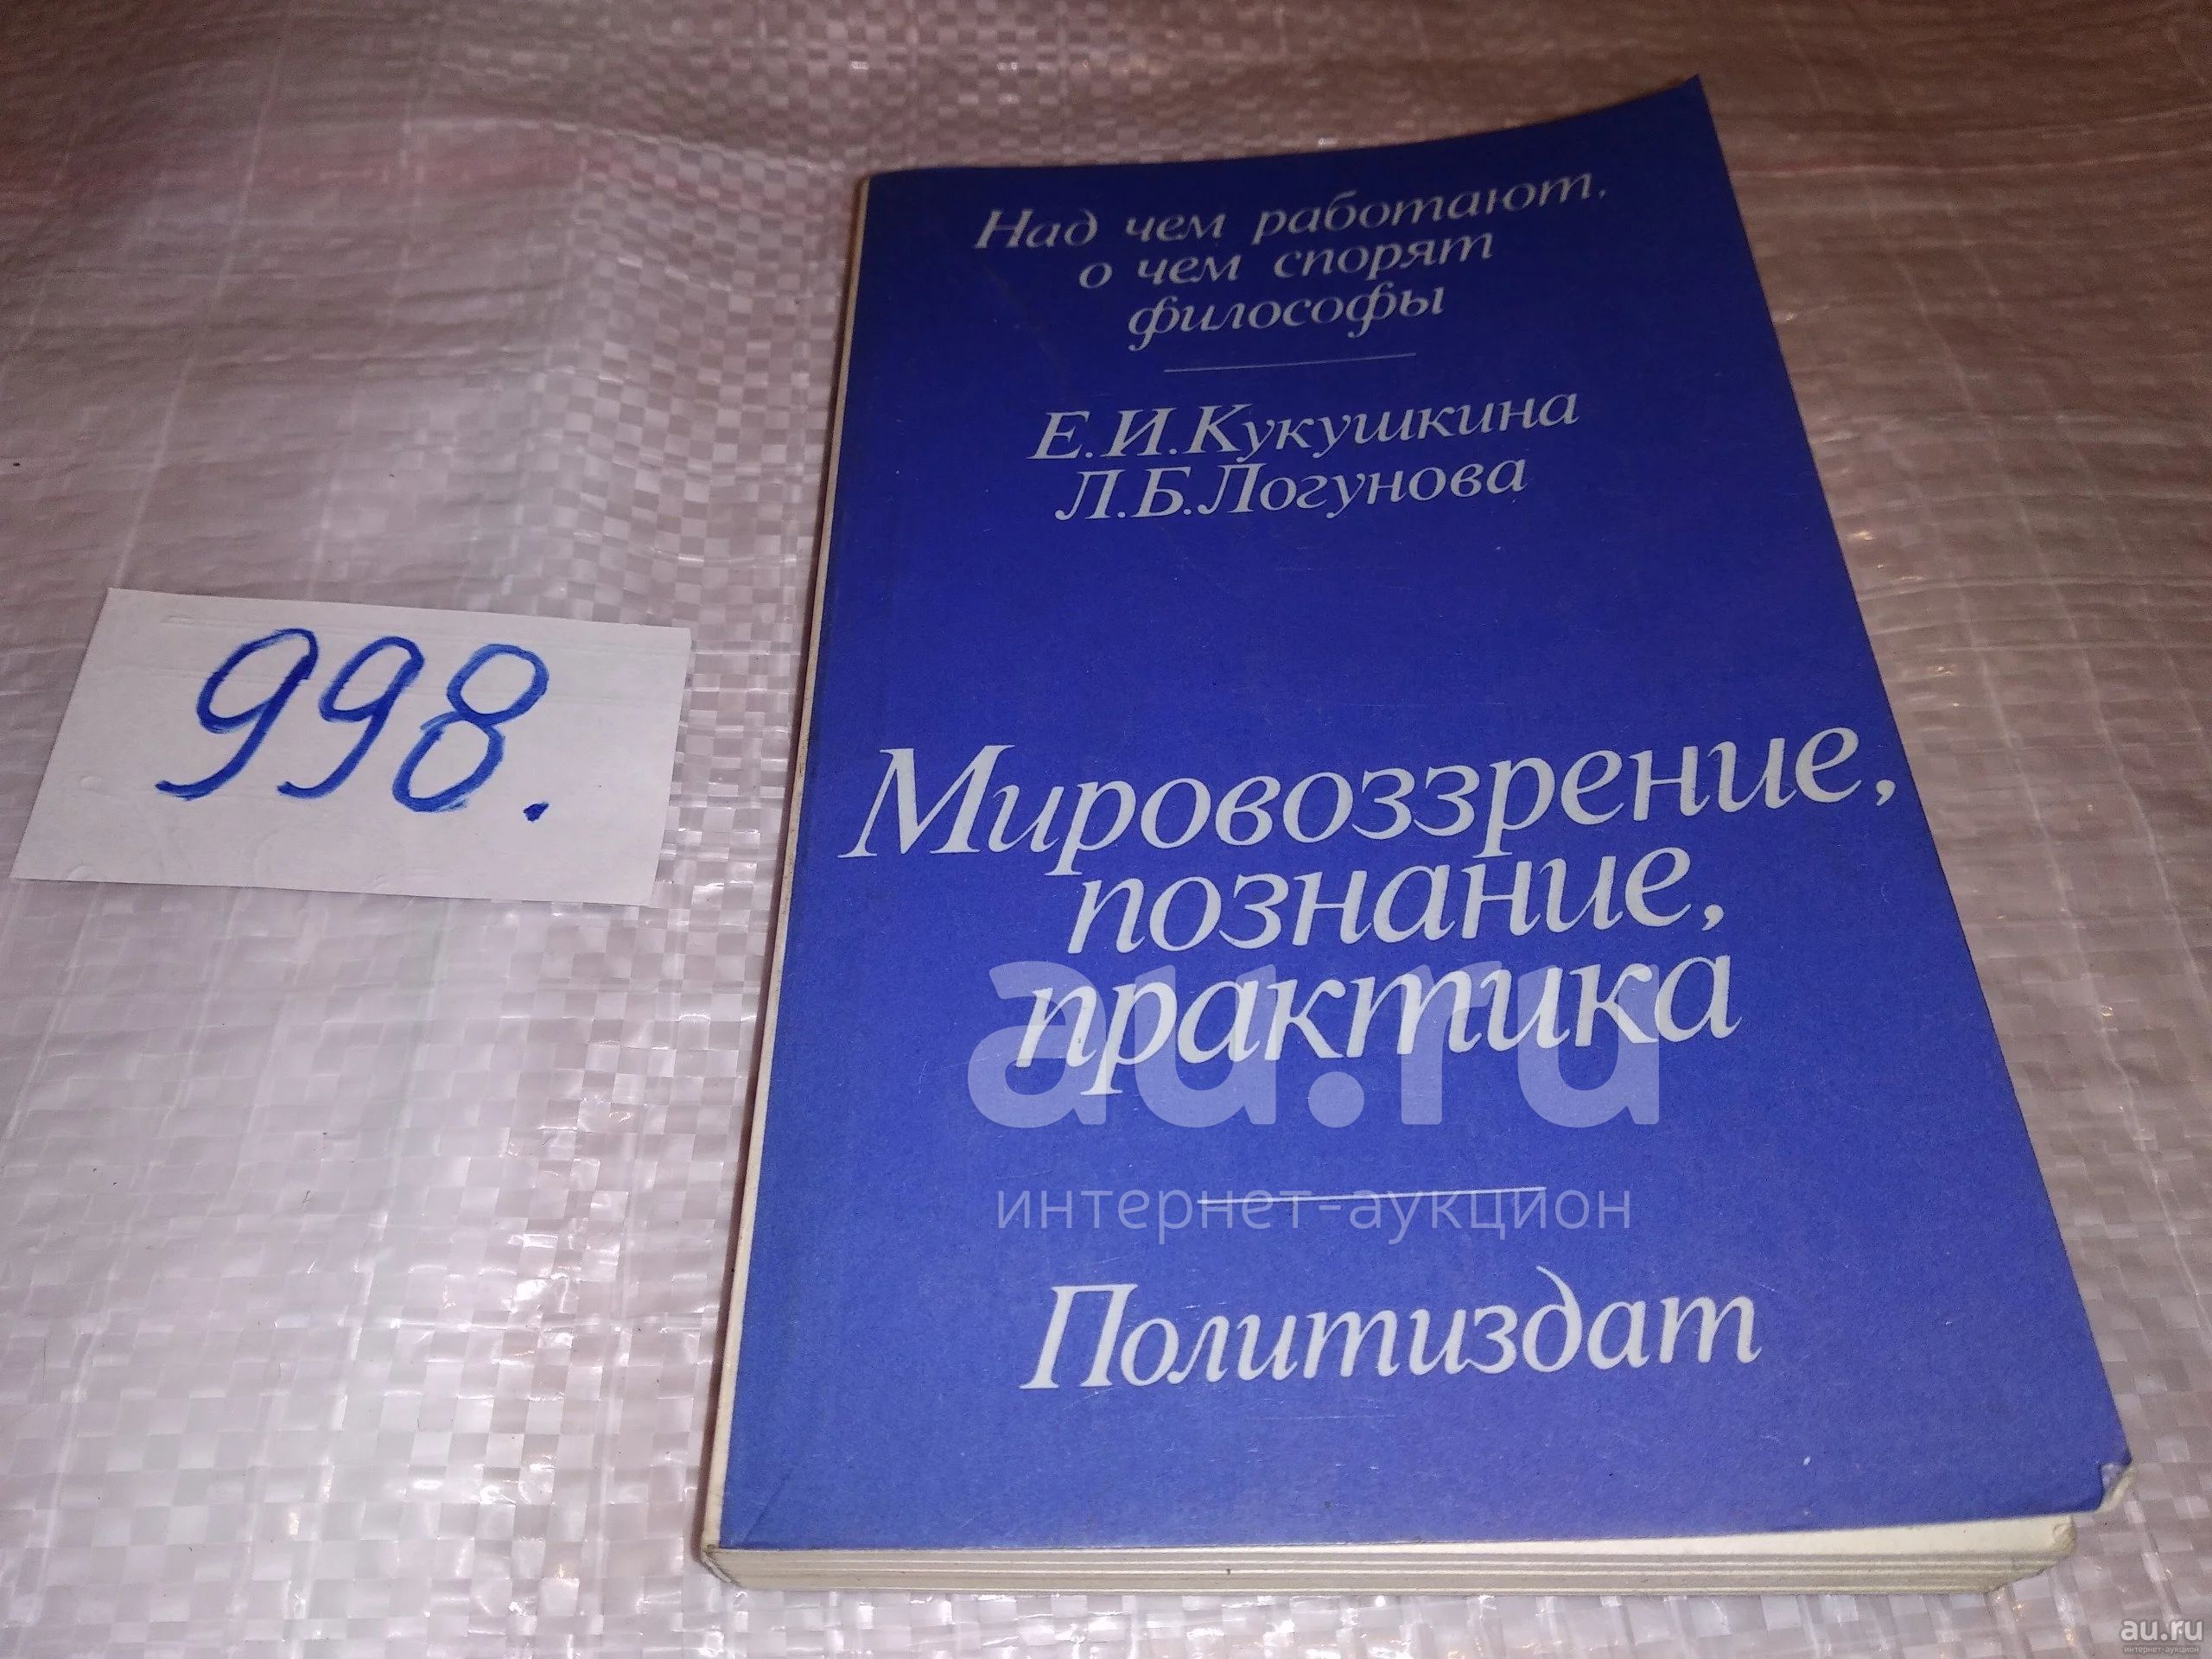 Над чем работают,
о чем спорят
философы
Е.И.Кукушкина
Л.Б.Логунова
998.
Мировоззрение,
познание,
практика
au.ru
интернет-аукцион
Политиздат
au.ru
интернет-аукцион